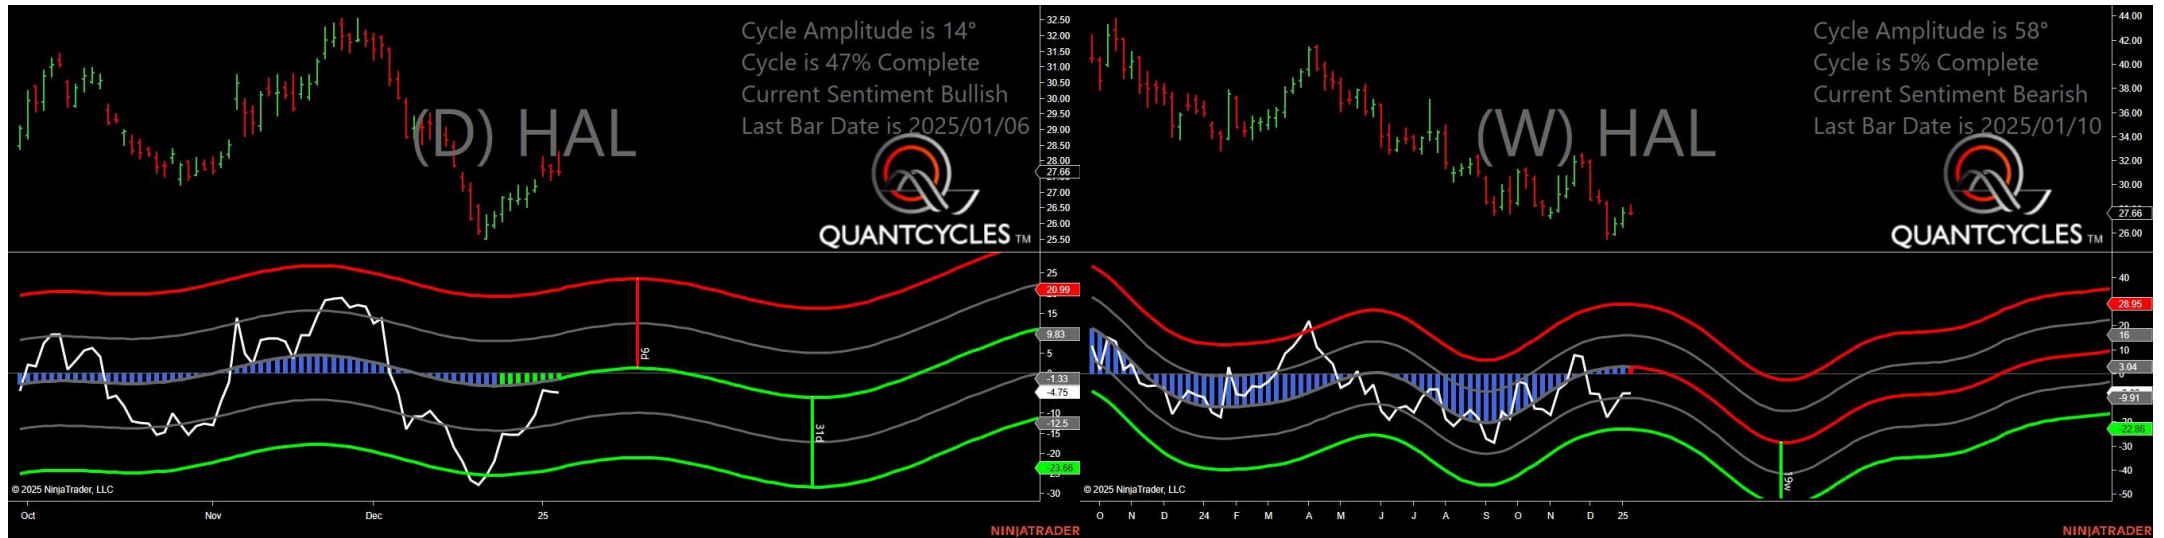 Cycle Amplitude is 14°
Cycle is 47% Complete
Current Sentiment Bullish
Last Bar Date is 2025/01/06
(D) HAL
QUANTCYCLES TM
32.50
32.00
31.50
31.00
30.50
30.00
29.50
29.00
28.50
28.00
27.66
27.00
26.50
26.00
25.50
25
20.99
15
9.83
5
-1.33
-4.75
-10
-12.5
-15
-20
-23.66
-30
9d
31d
© 2025 NinjaTrader, LLC
Oct Nov Dec 25
NINJATRADER
Cycle Amplitude is 58°
Cycle is 5% Complete
Current Sentiment Bearish
Last Bar Date is 2025/01/10
(W) HAL
QUANTCYCLES TM
44.00
42.00
40.00
38.00
36.00
34.00
32.00
30.00
27.66
26.00
40
28.95
20
16
10
3.04
-9.91
-22.86
-30
-40
-50
© 2025 NinjaTrader, LLC
O N D 24 F M A M J J A S O N D 25
NINJATRADER